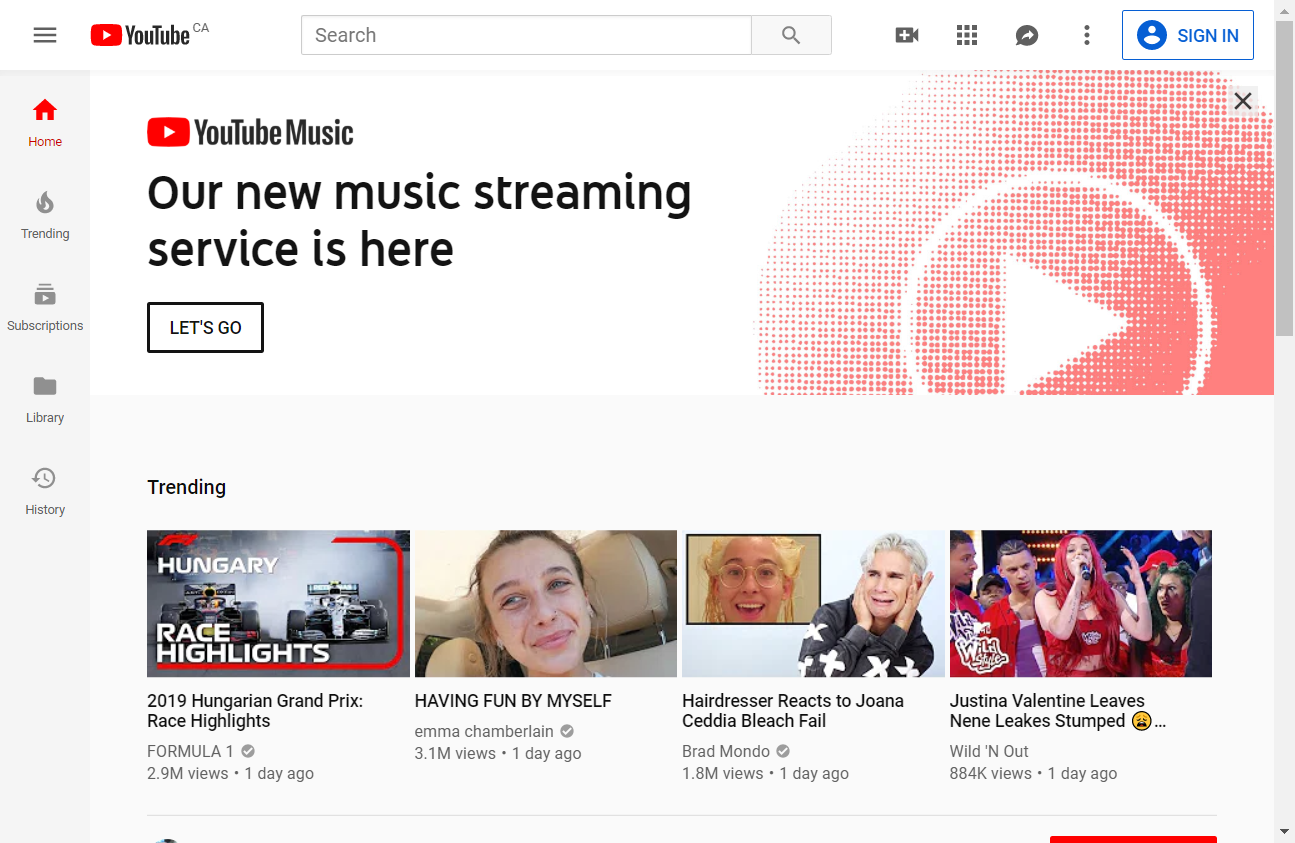 YouTube CA
Search
SIGN IN
Home
Trending
Subscriptions
Library
History
YouTube Music
Our new music streaming
service is here
LET'S GO
Trending
F1
HUNGARY
RACE
HIGHLIGHTS
Wild
Style
2019 Hungarian Grand Prix:
Race Highlights
FORMULA 1
2.9M views • 1 day ago
HAVING FUN BY MYSELF
emma chamberlain
3.1M views • 1 day ago
Hairdresser Reacts to Joana
Ceddia Bleach Fail
Brad Mondo
1.8M views • 1 day ago
Justina Valentine Leaves
Nene Leakes Stumped 😩...
Wild 'N Out
884K views • 1 day ago